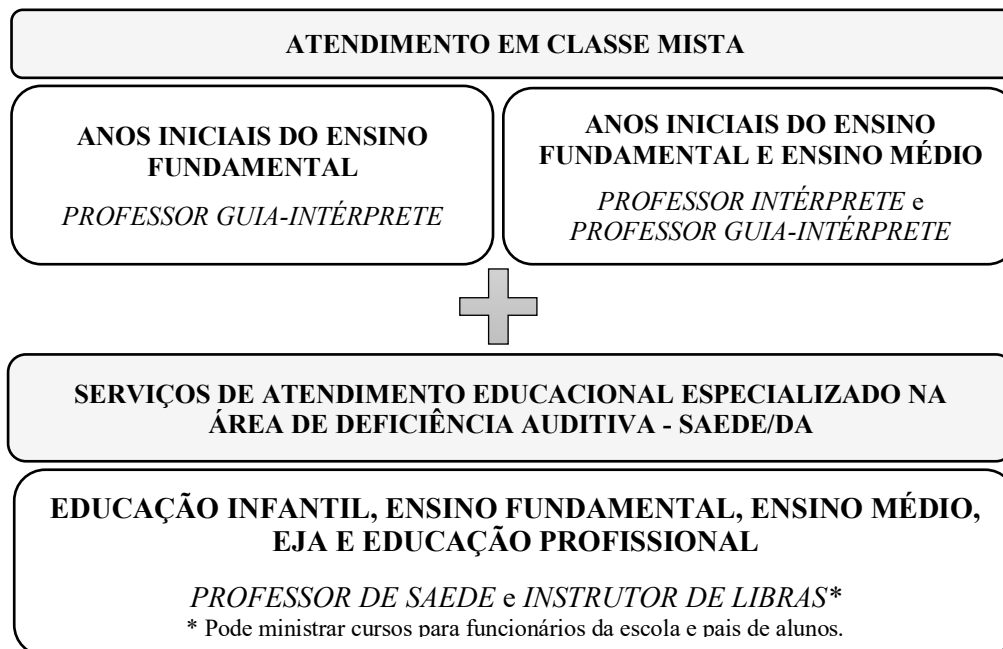 ATENDIMENTO EM CLASSE MISTA
ANOS INICIAIS DO ENSINO
FUNDAMENTAL
PROFESSOR GUIA-INTÉRPRETE
ANOS INICIAIS DO ENSINO
FUNDAMENTAL E ENSINO MÉDIO
PROFESSOR INTÉRPRETE e
PROFESSOR GUIA-INTÉRPRETE
SERVIÇOS DE ATENDIMENTO EDUCACIONAL ESPECIALIZADO NA
ÁREA DE DEFICIÊNCIA AUDITIVA - SAEDE/DA
EDUCAÇÃO INFANTIL, ENSINO FUNDAMENTAL, ENSINO MÉDIO,
EJA E EDUCAÇÃO PROFISSIONAL
PROFESSOR DE SAEDE e INSTRUTOR DE LIBRAS*
* Pode ministrar cursos para funcionários da escola e pais de alunos.